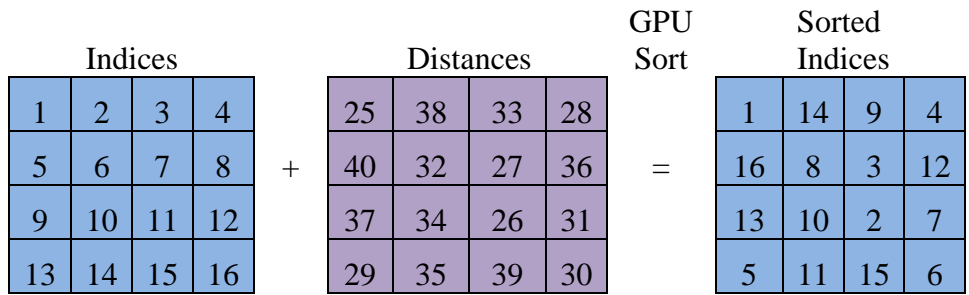 GPU Sorted
Indices Distances Sort Indices
1 2 3 4 25 38 33 28 1 14 9 4
5 6 7 8 + 40 32 27 36 = 16 8 3 12
9 10 11 12 37 34 26 31 13 10 2 7
13 14 15 16 29 35 39 30 5 11 15 6